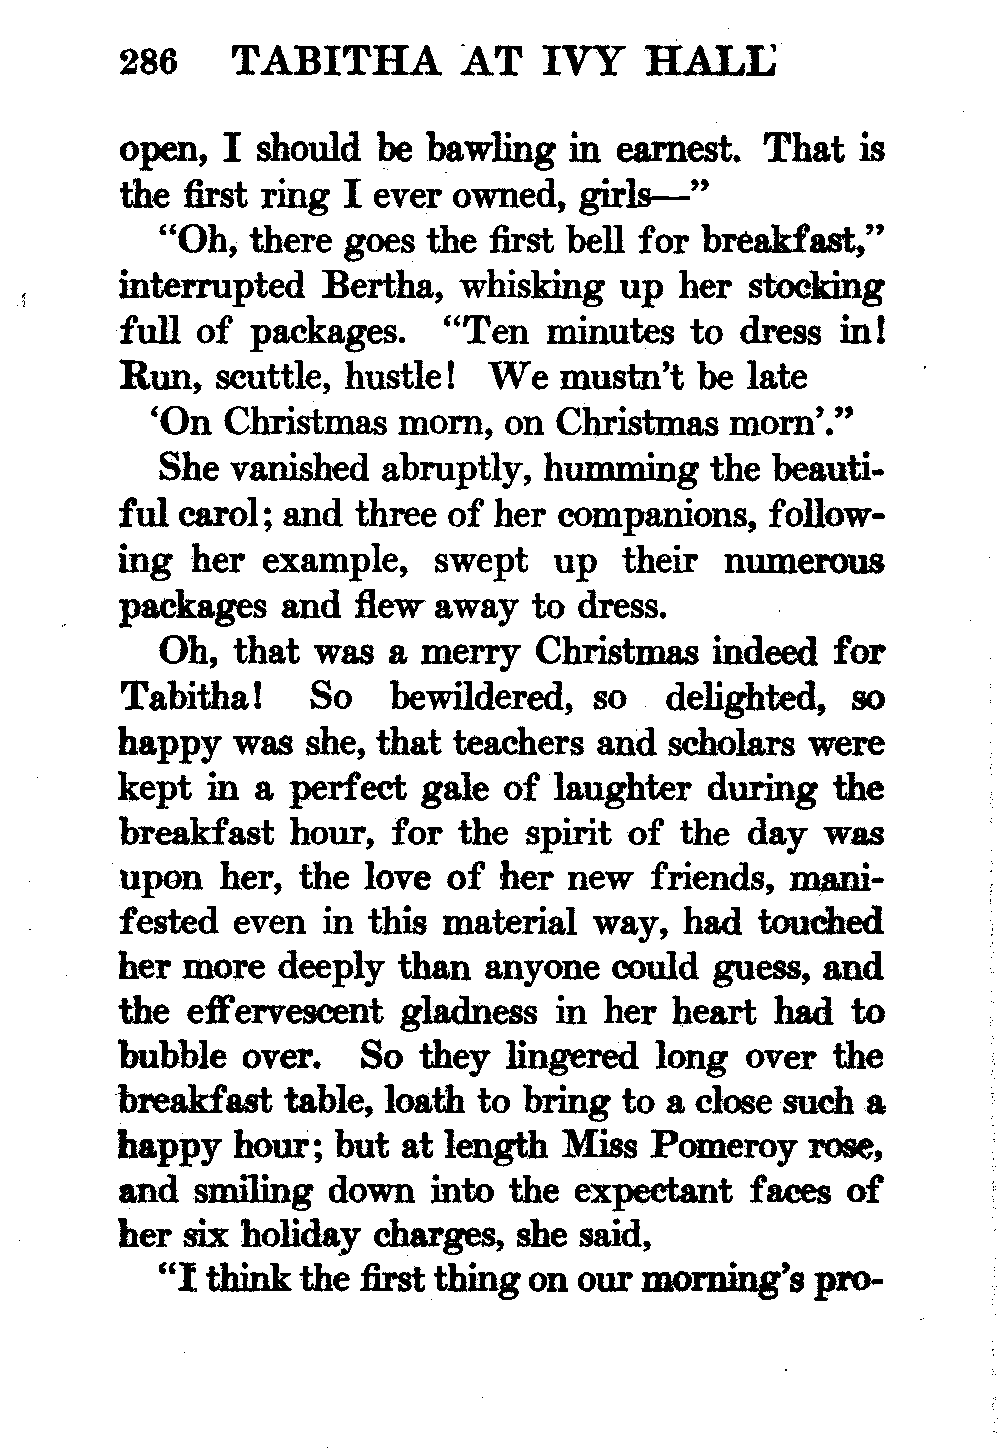 286 TABITHA AT IVY HALL
open, I should be bawling in earnest. That is
the first ring I ever owned, girls—”
“Oh, there goes the first bell for breakfast,”
interrupted Bertha, whisking up her stocking
full of packages. “Ten minutes to dress in!
Run, scuttle, hustle! We mustn’t be late
‘On Christmas morn, on Christmas morn’.”
She vanished abruptly, humming the beauti-
ful carol; and three of her companions, follow-
ing her example, swept up their numerous
packages and flew away to dress.
Oh, that was a merry Christmas indeed for
Tabitha! So bewildered, so delighted, so
happy was she, that teachers and scholars were
kept in a perfect gale of laughter during the
breakfast hour, for the spirit of the day was
upon her, the love of her new friends, mani-
fested even in this material way, had touched
her more deeply than anyone could guess, and
the effervescent gladness in her heart had to
bubble over. So they lingered long over the
breakfast table, loath to bring to a close such a
happy hour; but at length Miss Pomeroy rose,
and smiling down into the expectant faces of
her six holiday charges, she said,
“I think the first thing on our morning’s pro-